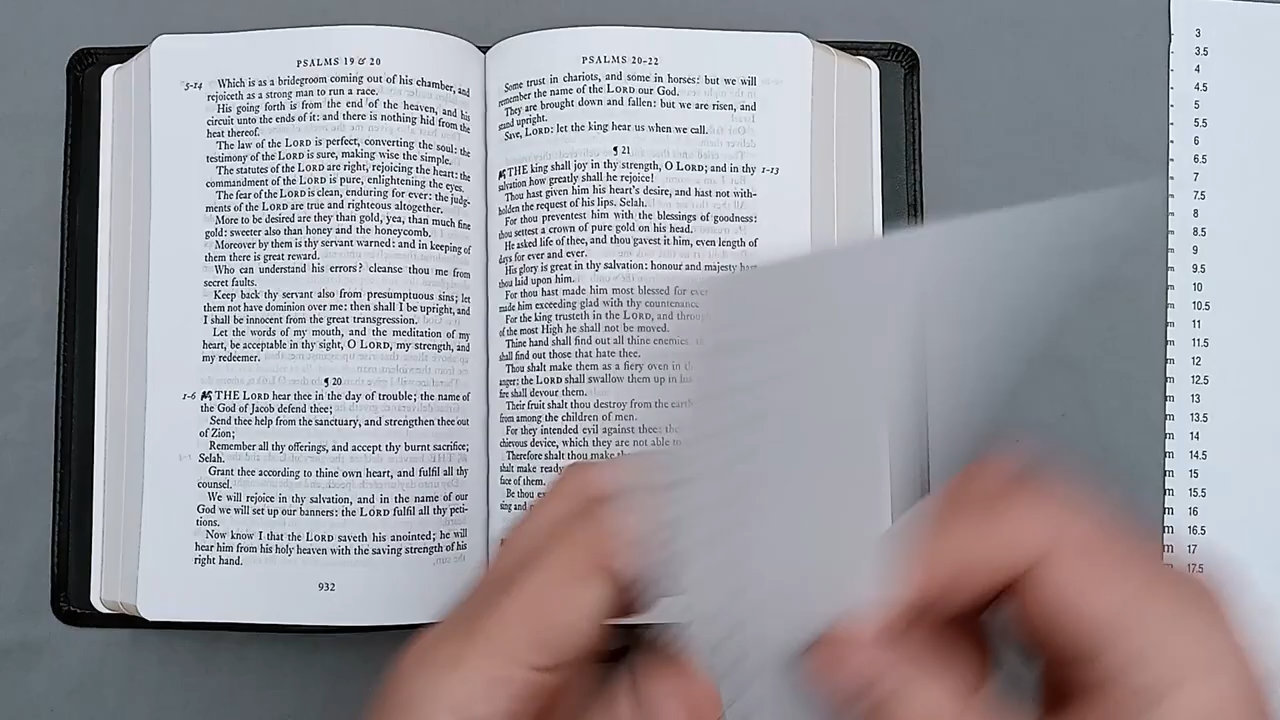 PSALMS 19 & 20
5-14 Which is as a bridegroom coming out of his chamber, and
rejoiceth as a strong man to run a race.
His going forth is from the end of the heaven, and his
circuit unto the ends of it: and there is nothing hid from the
heat thereof.
The law of the LORD is perfect, converting the soul: the
testimony of the LORD is sure, making wise the simple.
The statutes of the LORD are right, rejoicing the heart: the
commandment of the LORD is pure, enlightening the eyes.
The fear of the LORD is clean, enduring for ever: the judg-
ments of the LORD are true and righteous altogether.
More to be desired are they than gold, yea, than much fine
gold: sweeter also than honey and the honeycomb.
Moreover by them is thy servant warned: and in keeping of
them there is great reward.
Who can understand his errors? cleanse thou me from
secret faults.
Keep back thy servant also from presumptuous sins; let
them not have dominion over me: then shall I be upright, and
I shall be innocent from the great transgression.
Let the words of my mouth, and the meditation of my
heart, be acceptable in thy sight, O LORD, my strength, and
my redeemer.
¶ 20
1-6 THE LORD hear thee in the day of trouble; the name of
the God of Jacob defend thee;
Send thee help from the sanctuary, and strengthen thee out
of Zion;
Remember all thy offerings, and accept thy burnt sacrifice;
Selah.
Grant thee according to thine own heart, and fulfil all thy
counsel.
We will rejoice in thy salvation, and in the name of our
God we will set up our banners: the LORD fulfil all thy peti-
tions.
Now know I that the LORD saveth his anointed; he will
hear him from his holy heaven with the saving strength of his
right hand.
932
PSALMS 20-22
Some trust in chariots, and some in horses: but we will
remember the name of the LORD our God.
They are brought down and fallen: but we are risen, and
stand upright.
Save, LORD: let the king hear us when we call.
¶ 21
THE king shall joy in thy strength, O LORD; and in thy 1-13
salvation how greatly shall he rejoice!
Thou hast given him his heart's desire, and hast not with-
holden the request of his lips. Selah.
For thou preventest him with the blessings of goodness:
thou settest a crown of pure gold on his head.
He asked life of thee, and thou gavest it him, even length of
days for ever and ever.
His glory is great in thy salvation: honour and majesty
thou laid upon him.
For thou hast made him most blessed for
made him exceeding glad with thy
For the king trusteth in the LORD, and
of the most High he shall not be moved.
Thine hand shall find out all thine enemies
shall find out those that hate thee.
Thou shalt make them as a fiery oven in
anger: the LORD shall swallow them up in
fire shall devour them.
Their fruit shalt thou destroy from the
from among the children of men.
For they intended evil against thee:
chievous device, which they are not able to
Therefore shalt thou make
shalt make ready
face of them.
Be thou
sing and
3
3.5
4
4.5
5
5.5
6
6.5
7
7.5
8
8.5
9
9.5
10
10.5
11
11.5
12
12.5
13
13.5
14
14.5
15
15.5
16
16.5
17
17.5